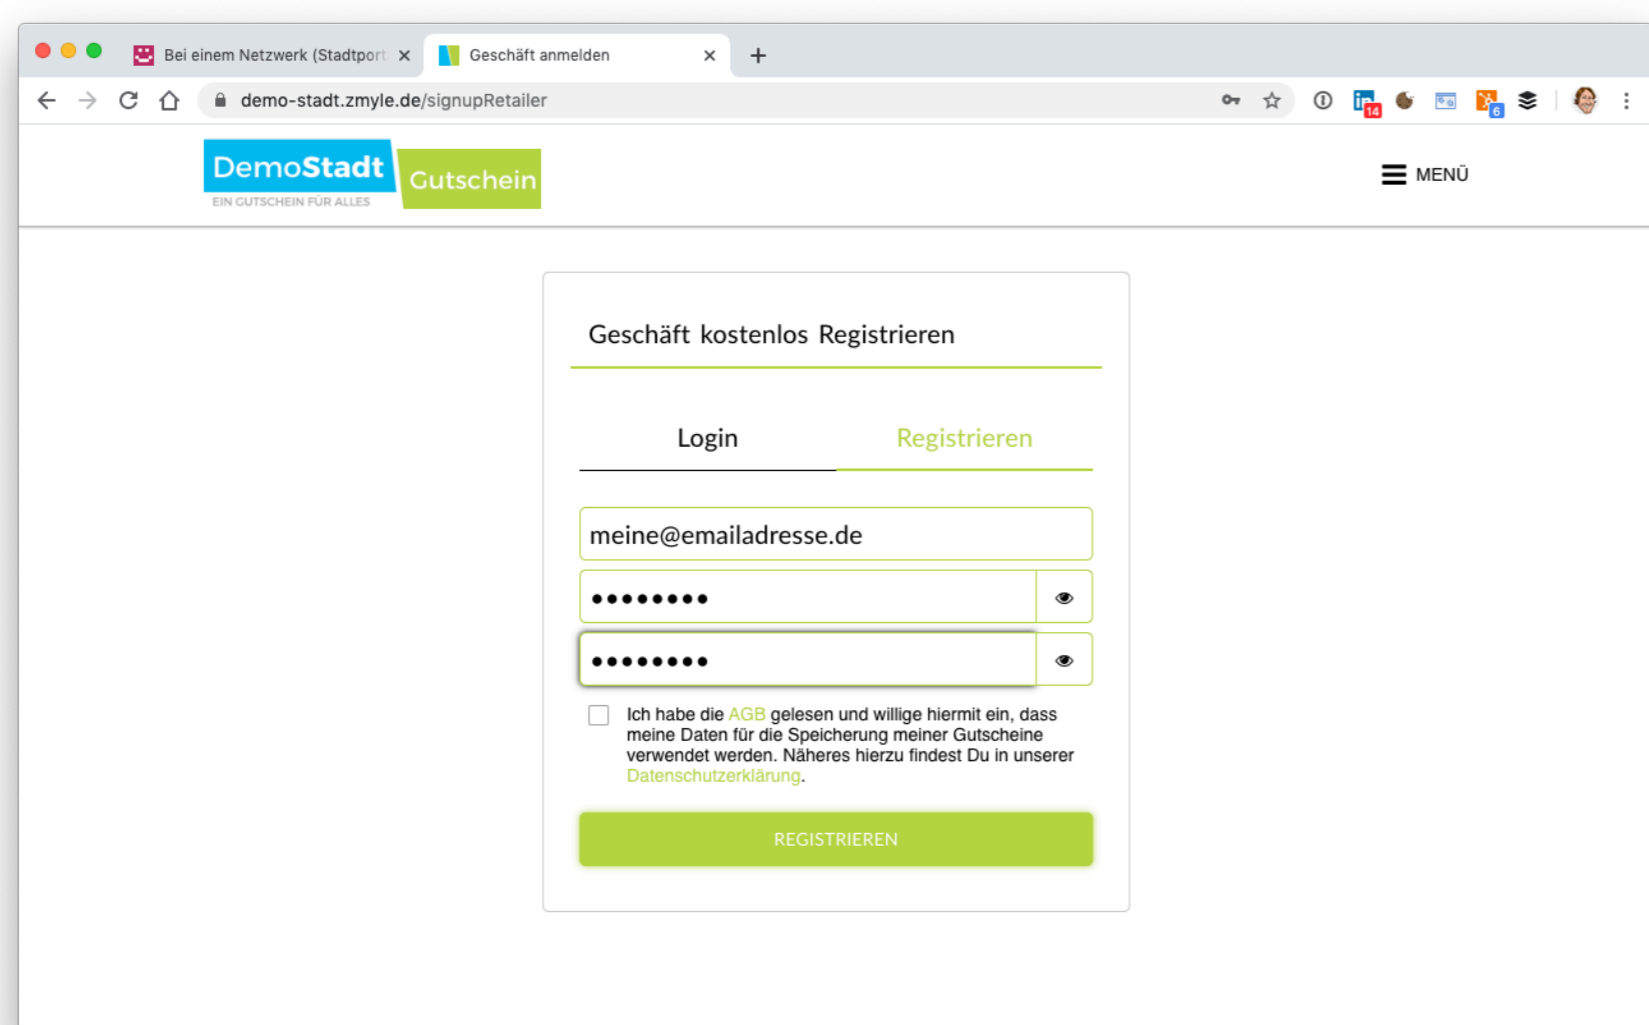 Bei einem Netzwerk (Stadtport
Geschäft anmelden
demo-stadt.zmyle.de/signupRetailer
14
6
DemoStadt
Gutschein
EIN GUTSCHEIN FÜR ALLES
MENÜ
Geschäft kostenlos Registrieren
Login
Registrieren
meine@emailadresse.de
Ich habe die AGB gelesen und willige hiermit ein, dass
meine Daten für die Speicherung meiner Gutscheine
verwendet werden. Näheres hierzu findest Du in unserer
Datenschutzerklärung.
REGISTRIEREN